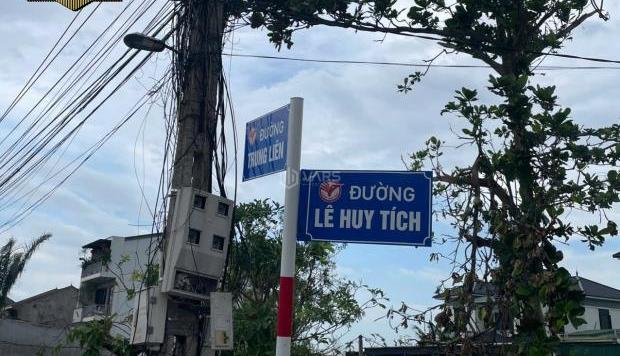 ĐƯỜNG
TRUNG LIÊN
ĐƯỜNG
LÊ HUY TÍCH